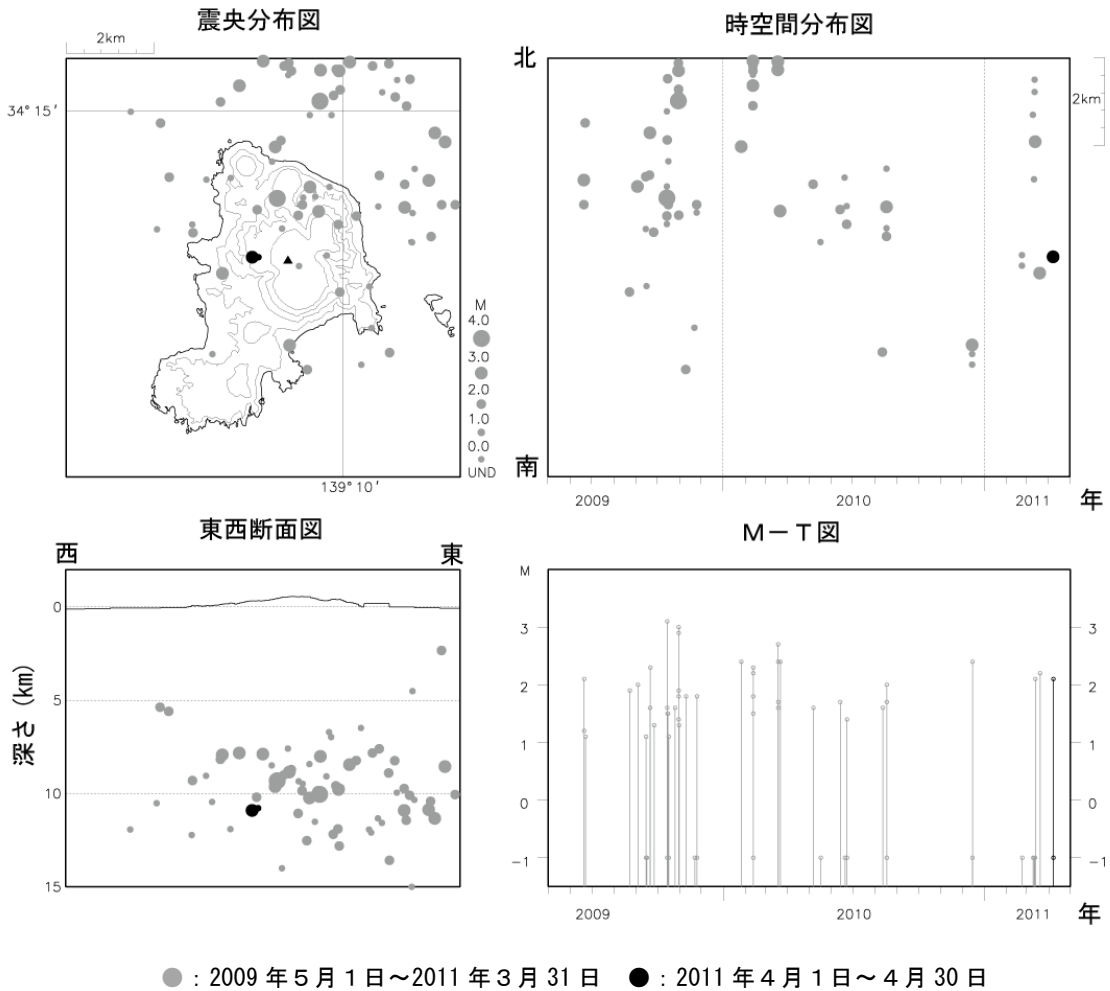 震央分布図
2km
34° 15′
139° 10′
M
4.0
3.0
2.0
1.0
0.0
UND
時空間分布図
北
南
2km
2009
2010
2011
年
東西断面図
西
東
深さ (km)
0
5
10
15
M－T図
M
3
2
1
0
-1
3
2
1
0
-1
2009
2010
2011
年
：2009 年５月１日～2011 年３月 31 日
：2011 年４月１日～４月 30 日